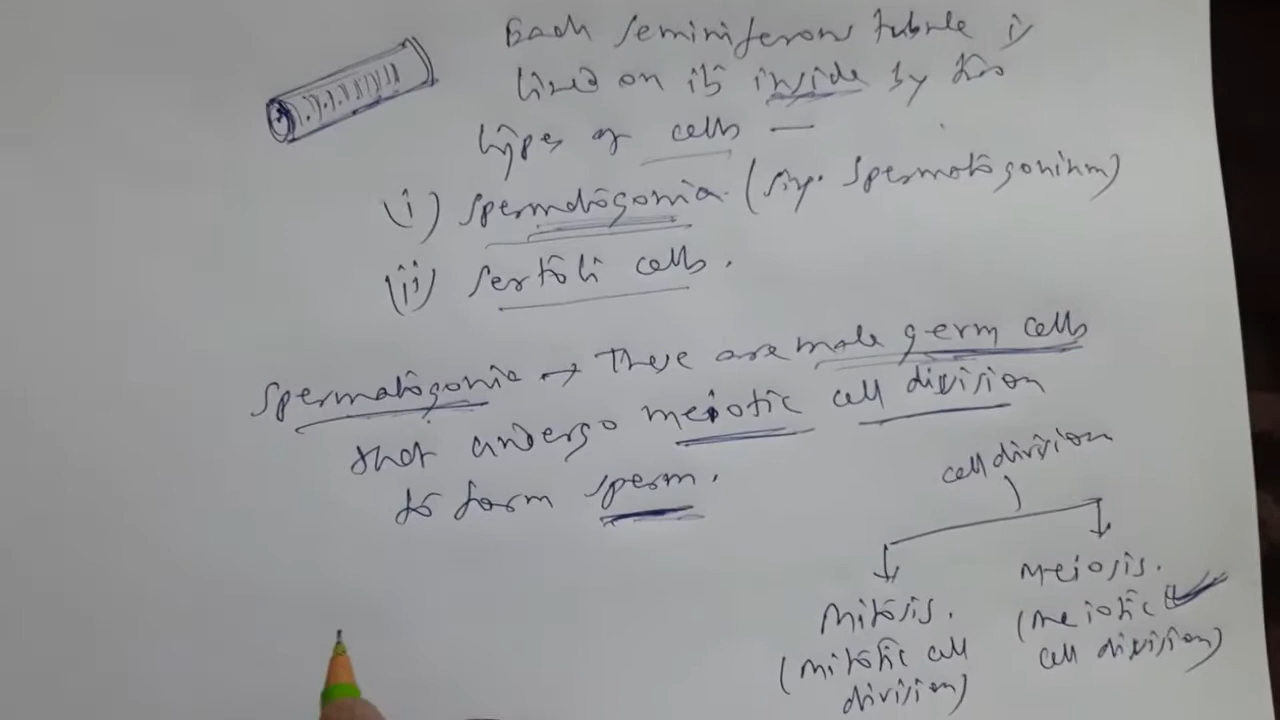 Each seminiferous tubule is
lined on its inside by two
types of cells —
(i) spermatogonia. (sing. spermatogonium)
(ii) sertoli cells.
spermatogonia → These are male germ cells
that undergo meiotic cell division
to form sperm.
cell division
Mitosis.
(mitotic cell
division)
Meiosis.
(meiotic
cell division)